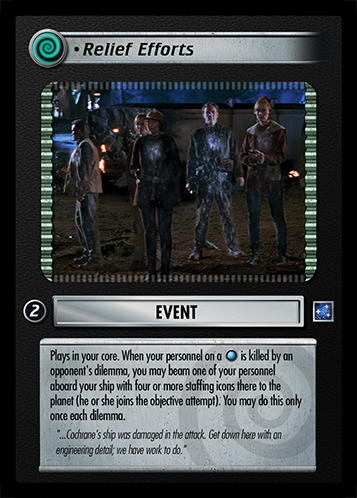 • Relief Efforts
2
EVENT
Plays in your core. When your personnel on a is killed by an
opponent's dilemma, you may beam one of your personnel
aboard your ship with four or more staffing icons there to the
planet (he or she joins the objective attempt). You may do this only
once each dilemma.
"...Cochrane's ship was damaged in the attack. Get down here with an
engineering detail; we have work to do."